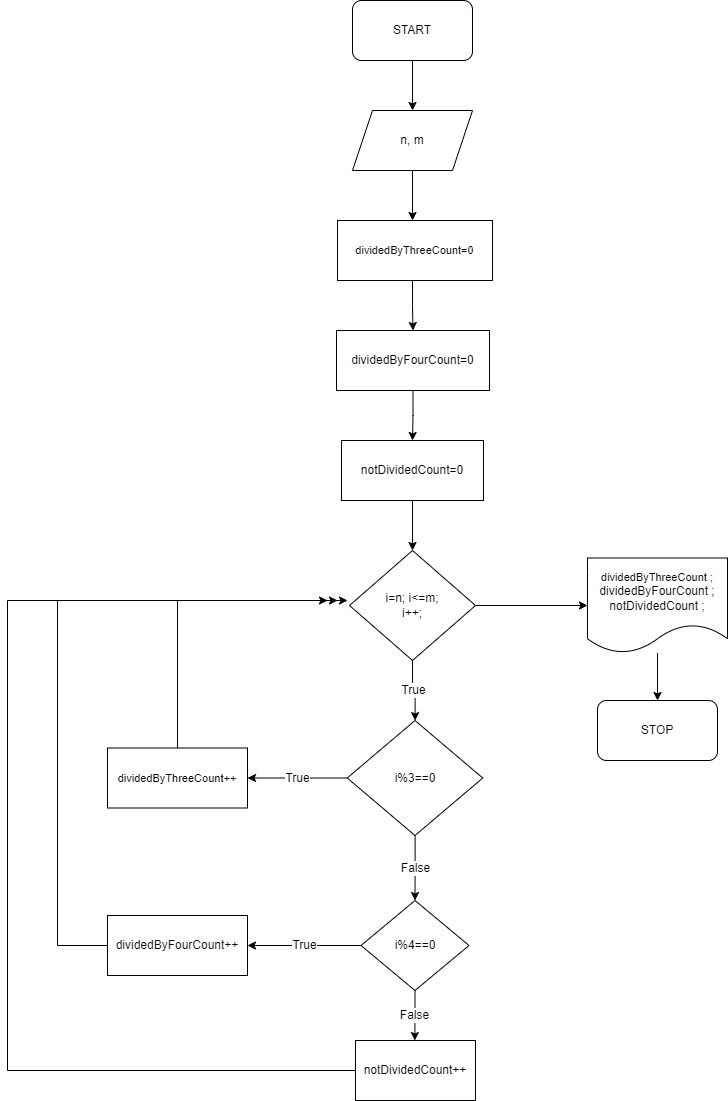 START
n, m
dividedByThreeCount=0
dividedByFourCount=0
notDividedCount=0
i=n; i<=m;
i++;
dividedByThreeCount ;
dividedByFourCount ;
notDividedCount ;
True
STOP
i%3==0
True
dividedByThreeCount++
False
i%4==0
True
dividedByFourCount++
False
notDividedCount++